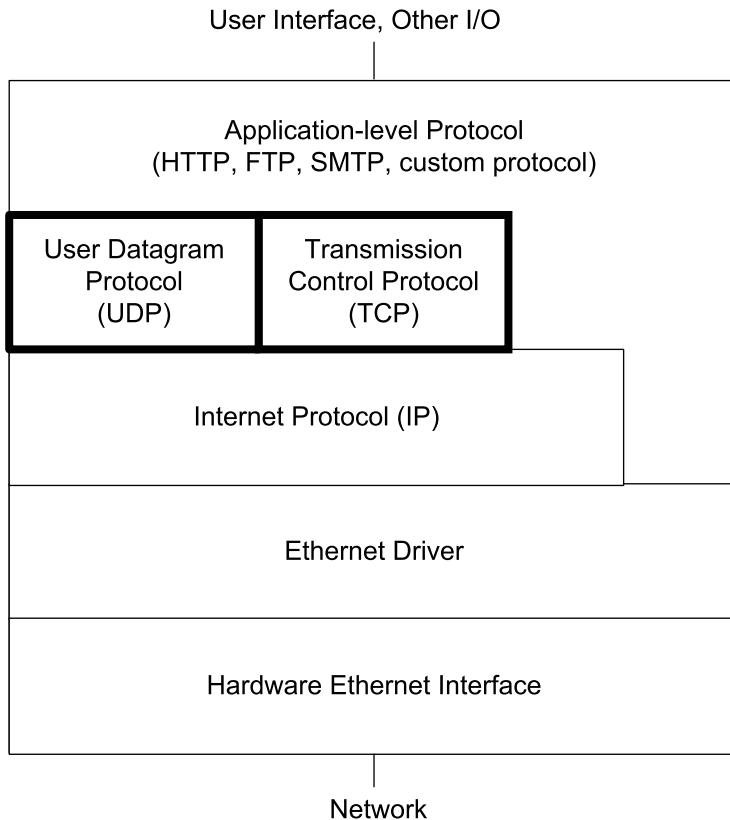 User Interface, Other I/O
Application-level Protocol
(HTTP, FTP, SMTP, custom protocol)
User Datagram
Protocol
(UDP)
Transmission
Control Protocol
(TCP)
Internet Protocol (IP)
Ethernet Driver
Hardware Ethernet Interface
Network